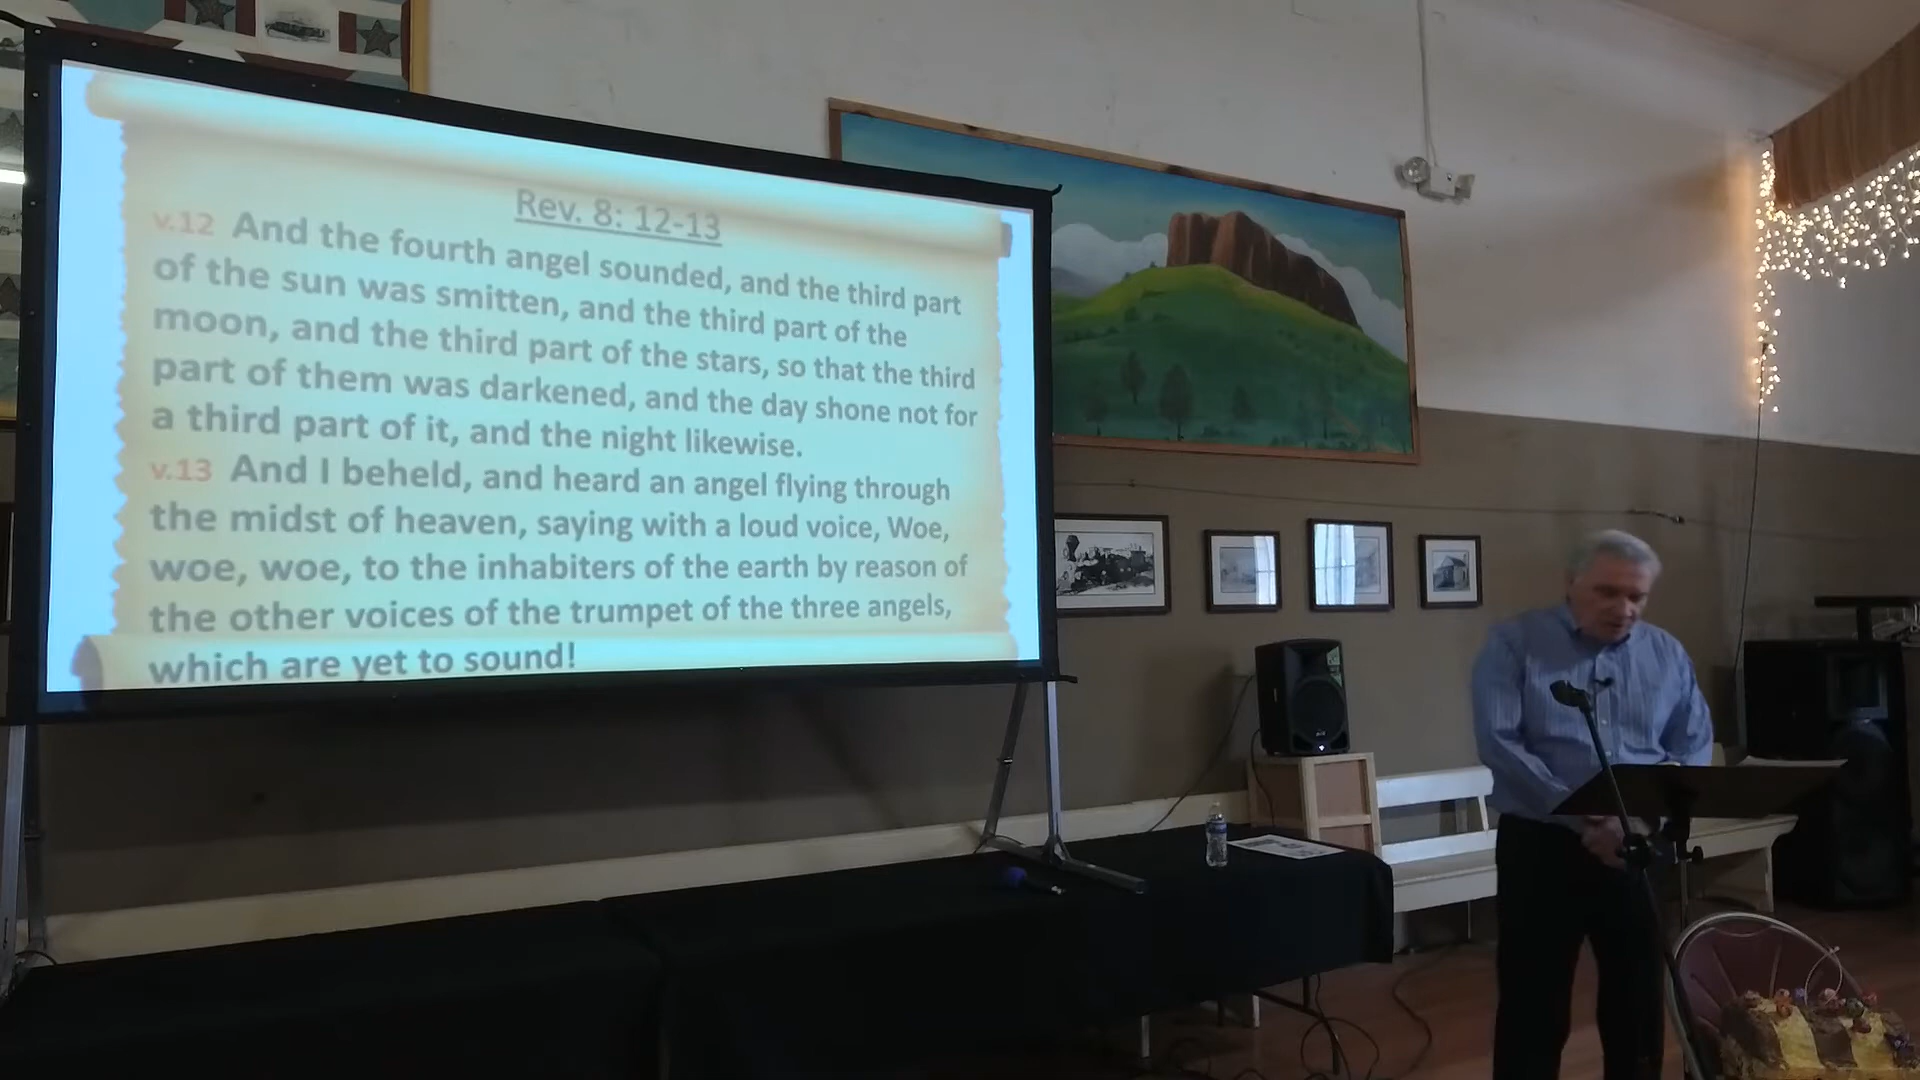 Rev. 8: 12-13
v.12 And the fourth angel sounded, and the third part
of the sun was smitten, and the third part of the
moon, and the third part of the stars, so that the third
part of them was darkened, and the day shone not for
a third part of it, and the night likewise.
v.13 And I beheld, and heard an angel flying through
the midst of heaven, saying with a loud voice, Woe,
woe, woe, to the inhabiters of the earth by reason of
the other voices of the trumpet of the three angels,
which are yet to sound!